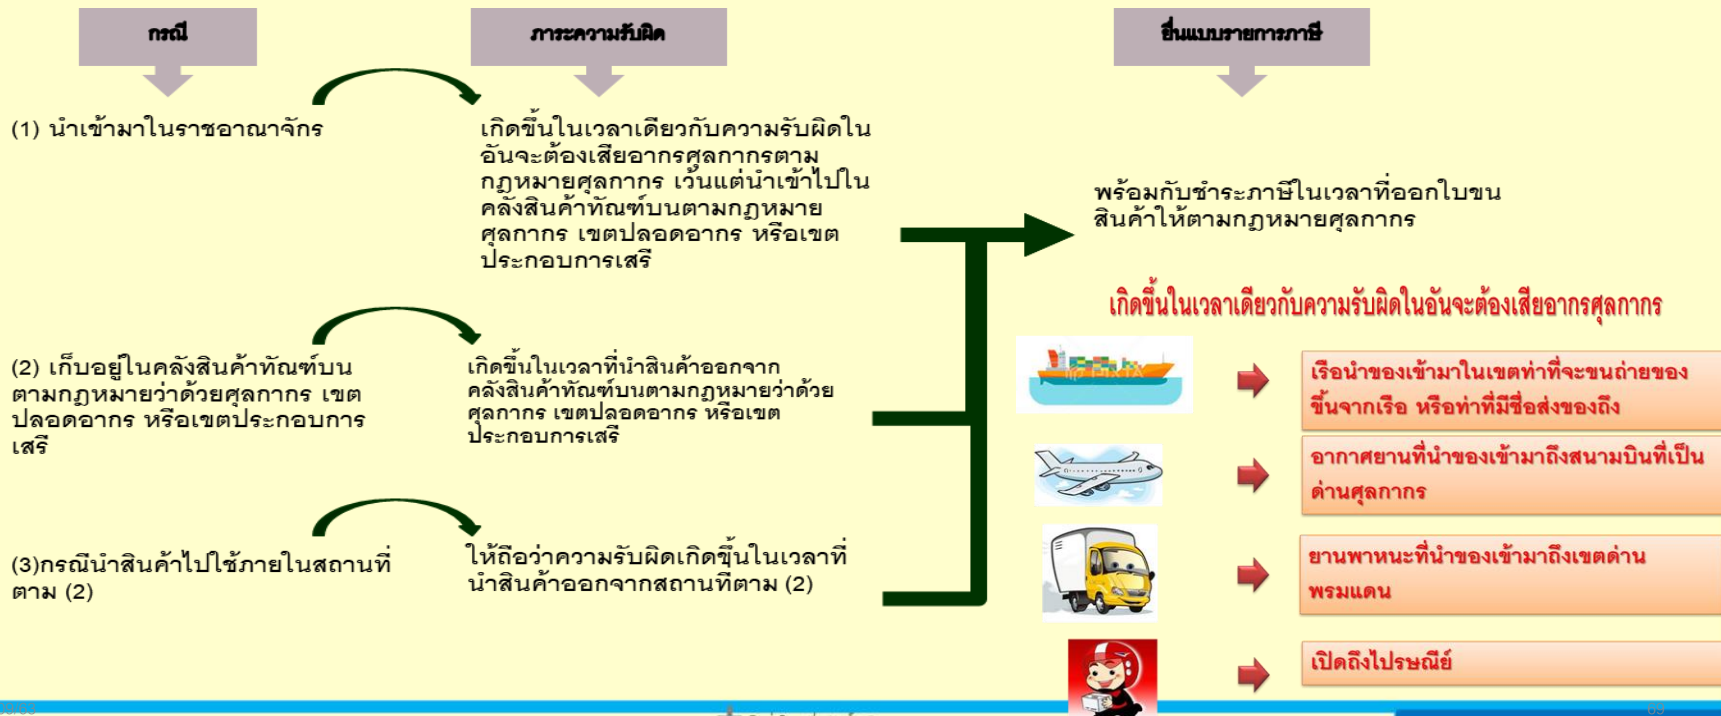 กรณี
ภาระความรับผิด
ยื่นแบบรายการภาษี
(1) นำเข้ามาในราชอาณาจักร
เกิดขึ้นในเวลาเดียวกับความรับผิดใน
อันจะต้องเสียอากรศุลกากรตาม
กฎหมายศุลกากร เว้นแต่นำเข้าไปใน
คลังสินค้าทัณฑ์บนตามกฎหมาย
ศุลกากร เขตปลอดอากร หรือเขต
ประกอบการเสรี
พร้อมกับชำระภาษีในเวลาที่ออกใบขน
สินค้าให้ตามกฎหมายศุลกากร
(2) เก็บอยู่ในคลังสินค้าทัณฑ์บน
ตามกฎหมายว่าด้วยศุลกากร เขต
ปลอดอากร หรือเขตประกอบการ
เสรี
เกิดขึ้นในเวลาที่นำสินค้าออกจาก
คลังสินค้าทัณฑ์บนตามกฎหมายว่าด้วย
ศุลกากร เขตปลอดอากร หรือเขต
ประกอบการเสรี
(3)กรณีนำสินค้าไปใช้ภายในสถานที่
ตาม (2)
ให้ถือว่าความรับผิดเกิดขึ้นในเวลาที่
นำสินค้าออกจากสถานที่ตาม (2)
เกิดขึ้นในเวลาเดียวกับความรับผิดในอันจะต้องเสียอากรศุลกากร
เรือนำของเข้ามาในเขตท่าที่จะขนถ่ายของ
ขึ้นจากเรือ หรือท่าที่มีชื่อส่งของถึง
อากาศยานที่นำของเข้ามาถึงสนามบินที่เป็น
ด่านศุลกากร
ยานพาหนะที่นำของเข้ามาถึงเขตด่าน
พรมแดน
เปิดถึงไปรษณีย์